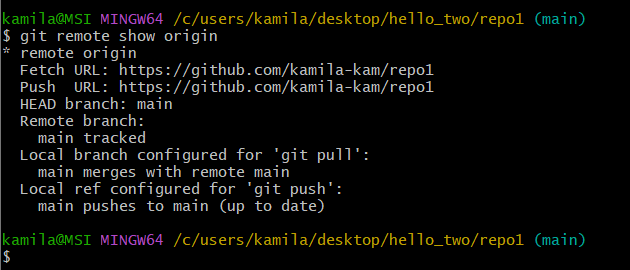 kamila@MSI MINGW64 /c/users/kamila/desktop/hello_two/repo1 (main)
$ git remote show origin
* remote origin
  Fetch URL: https://github.com/kamila-kam/repo1
  Push  URL: https://github.com/kamila-kam/repo1
  HEAD branch: main
  Remote branch:
    main tracked
  Local branch configured for 'git pull':
    main merges with remote main
  Local ref configured for 'git push':
    main pushes to main (up to date)
kamila@MSI MINGW64 /c/users/kamila/desktop/hello_two/repo1 (main)
$